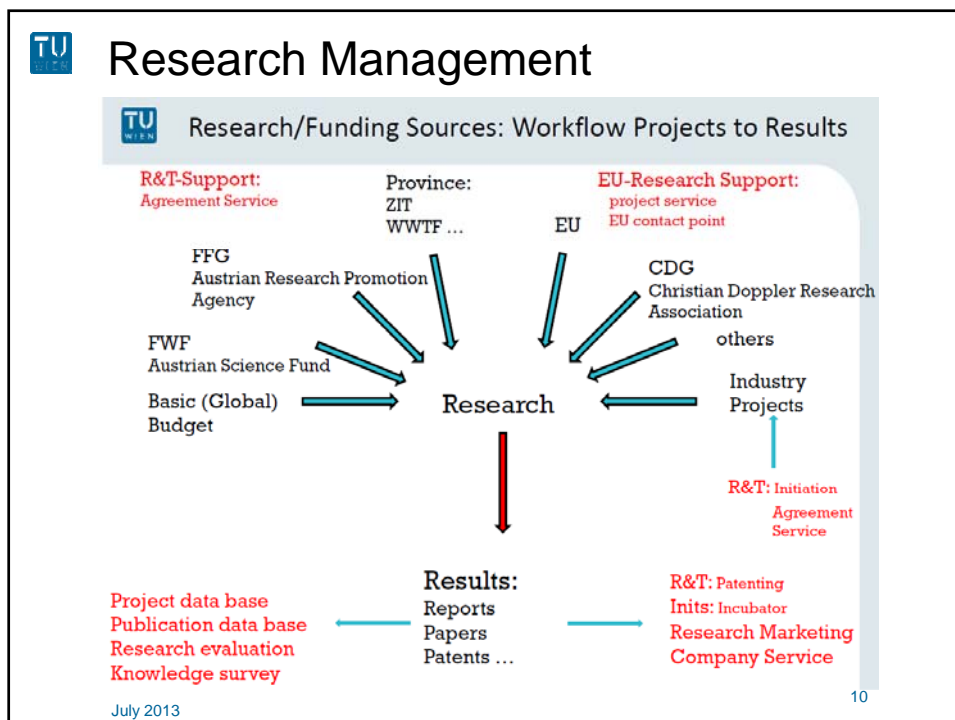 TU
WIEN
Research Management
TU
WIEN
Research/Funding Sources: Workflow Projects to Results
R&T-Support:
Agreement Service
Province:
ZIT
WWTF ...
EU
EU-Research Support:
project service
EU contact point
FFG
Austrian Research Promotion
Agency
CDG
Christian Doppler Research
Association
FWF
Austrian Science Fund
others
Basic (Global)
Budget
Research
Industry
Projects
R&T: Initiation
Agreement
Service
Results:
Reports
Papers
Patents ...
Project data base
Publication data base
Research evaluation
Knowledge survey
R&T: Patenting
Inits: Incubator
Research Marketing
Company Service
July 2013
10